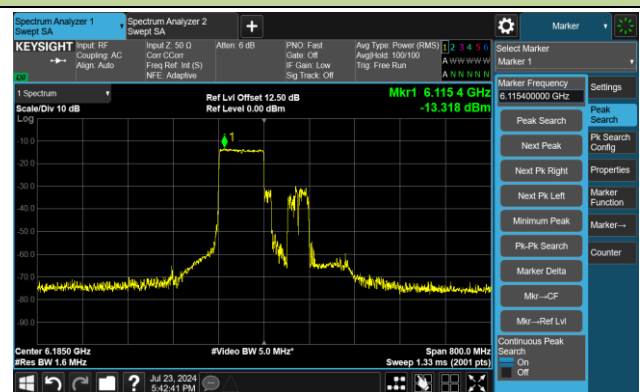 Spectrum Analyzer 1
Swept SA
Spectrum Analyzer 2
Swept SA
+
Marker
KEYSIGHT
Input: RF
Coupling: AC
Align: Auto
Input Z: 50 Ω
Corr CCorr
Freq Ref: Int (S)
NFE: Adaptive
Atten: 6 dB
PNO: Fast
Gate: Off
IF Gain: Low
Sig Track: Off
Avg Type: Power (RMS)
Avg|Hold: 100/100
Trig: Free Run
1 2 3 4 5 6
A W W W W W
A N N N N N
LXI
Select Marker
Marker 1
1 Spectrum
Scale/Div 10 dB
Log
Ref Lvl Offset 12.50 dB
Ref Level 0.00 dBm
Mkr1 6.115 4 GHz
-13.318 dBm
1
-10.0
-20.0
-30.0
-40.0
-50.0
-60.0
-70.0
-80.0
-90.0
Center 6.1850 GHz
#Res BW 1.6 MHz
#Video BW 5.0 MHz*
Span 800.0 MHz
Sweep 1.33 ms (2001 pts)
Marker Frequency
6.115400000 GHz
Peak Search
Next Peak
Next Pk Right
Next Pk Left
Minimum Peak
Pk-Pk Search
Marker Delta
Mkr→CF
Mkr→Ref Lvl
Continuous Peak
Search
On
Off
Settings
Peak
Search
Pk Search
Config
Properties
Marker
Function
Marker→
Counter
?
Jul 23, 2024
5:42:41 PM